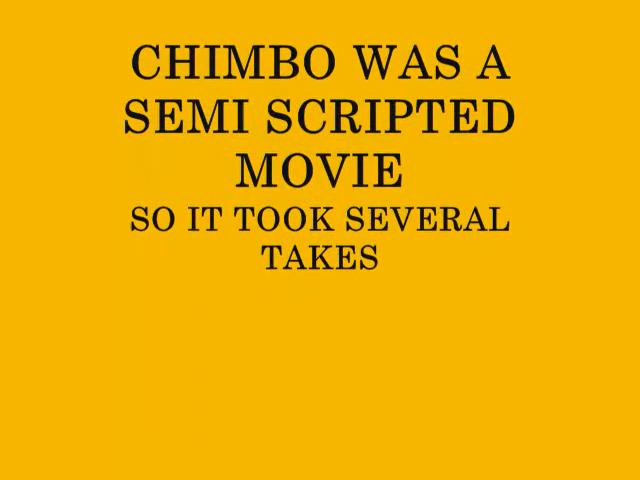 CHIMBO WAS A
SEMI SCRIPTED
MOVIE
SO IT TOOK SEVERAL
TAKES